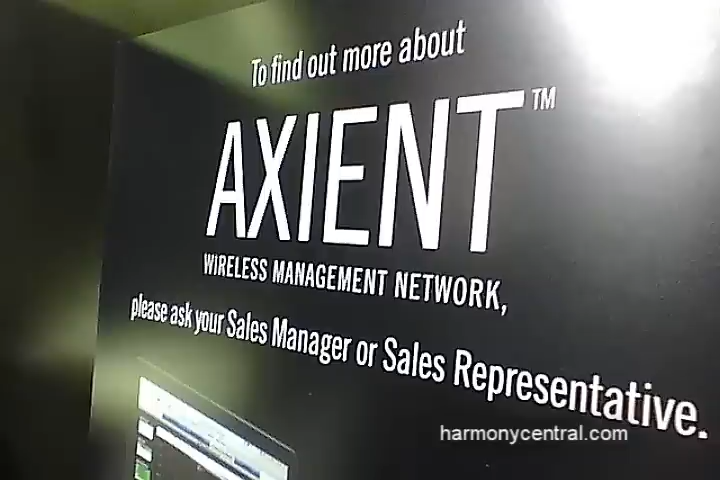 To find out more about
AXIENT™
WIRELESS MANAGEMENT NETWORK,
please ask your Sales Manager or Sales Representative.
harmonycentral.com